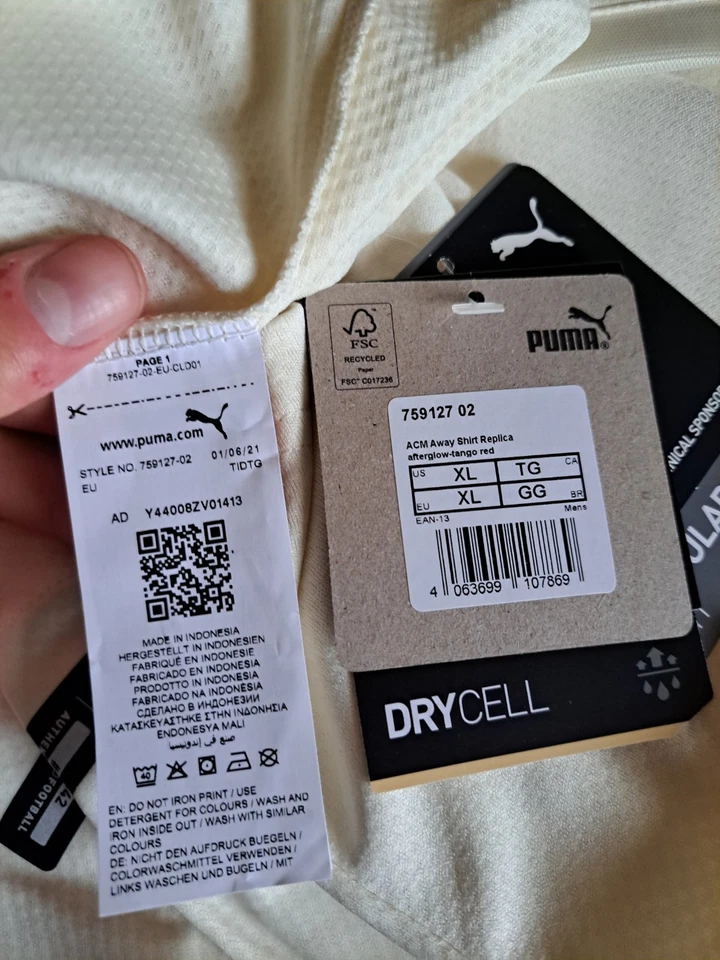 PAGE 1
759127-02-EU-CLD01
www.puma.com
STYLE NO. 759127-02 01/06/21
EU TIDTG
AD Y44008ZV01413
MADE IN INDONESIA
HERGESTELLT IN INDONESIEN
FABRIQUÉ EN INDONESIE
FABRICADO EN INDONESIA
PRODOTTO IN INDONESIA
FABRICADO NA INDONÉSIA
СДЕЛАНО В ИНДОНЕЗИИ
ΚΑΤΑΣΚΕΥΑΣΤΗΚΕ ΣΤΗΝ ΙΝΔΟΝΗΣΙΑ
ENDONESYA MALI
صنع في إندونيسيا
40
EN: DO NOT IRON PRINT / USE
DETERGENT FOR COLOURS / WASH AND
IRON INSIDE OUT / WASH WITH SIMILAR
COLOURS
DE: NICHT DEN AUFDRUCK BUEGELN /
COLORWASCHMITTEL VERWENDEN /
LINKS WASCHEN UND BUGELN / MIT
FSC
RECYCLED
Paper
FSC® C017236
PUMA®
759127 02
ACM Away Shirt Replica
afterglow-tango red
US XL TG CA
EU XL GG BR
EAN-13 Mens
4 063699 107869
DRYCELL
FOOTBALL